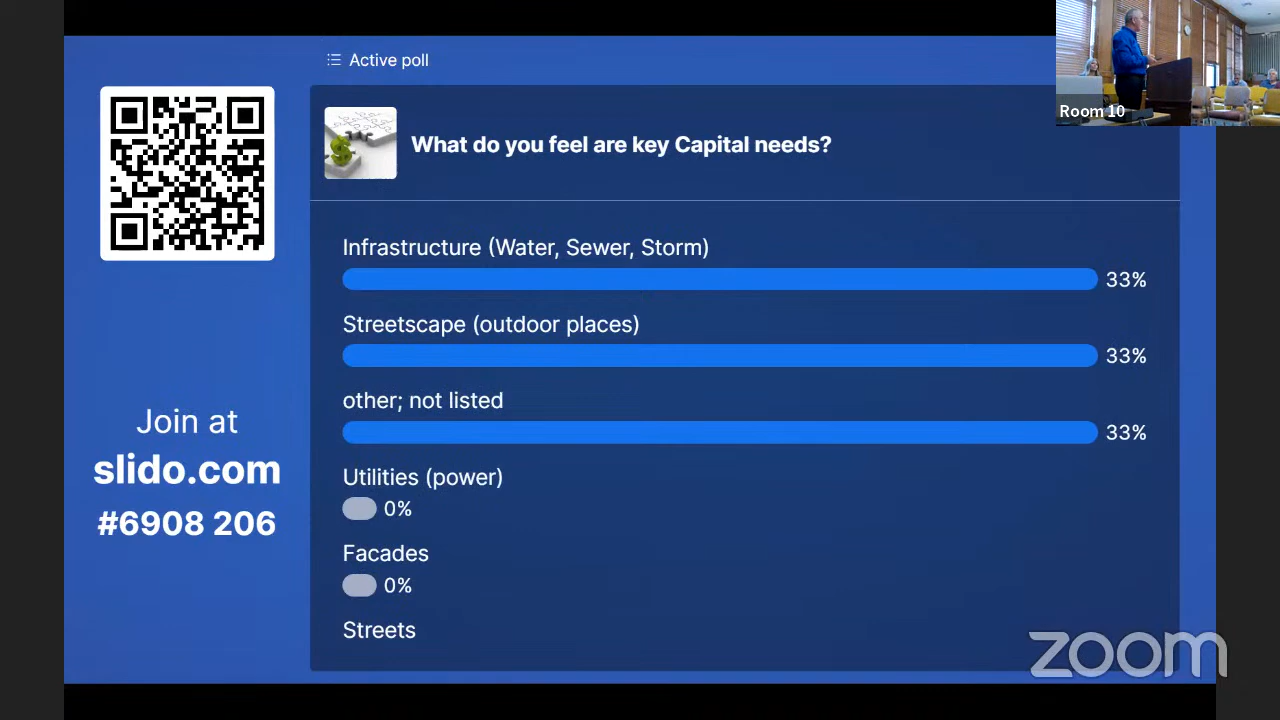 Active poll
Room 10
What do you feel are key Capital needs?
Infrastructure (Water, Sewer, Storm)
33%
Streetscape (outdoor places)
33%
other; not listed
33%
Utilities (power)
0%
Facades
0%
Streets
Join at
slido.com
#6908 206
zoom